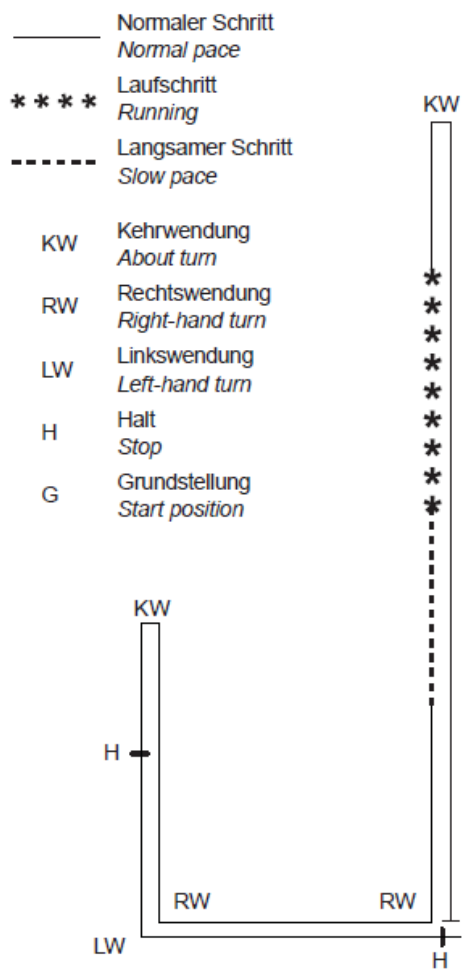 Normaler Schritt
Normal pace
Laufschritt
* * * * Running
Langsamer Schritt
Slow pace
KW Kehrwendung
About turn
RW Rechtswendung
Right-hand turn
LW Linkswendung
Left-hand turn
H Halt
Stop
G Grundstellung
Start position
KW
KW
H
RW RW
LW
H